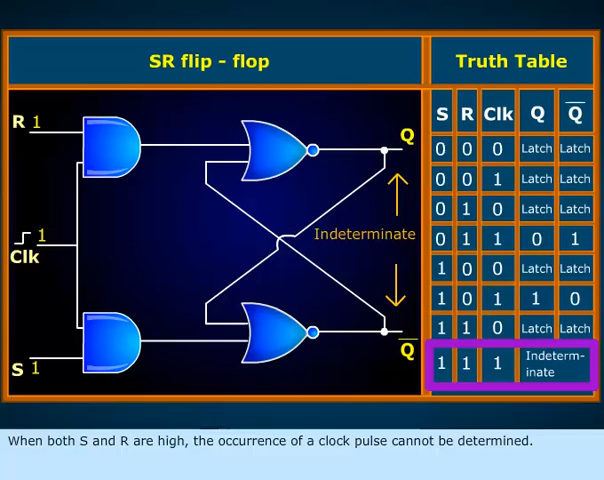 SR flip - flop
Truth Table
R 1
1
Clk
S 1
Q
Indeterminate
Q̅
S R Clk Q Q̅
0 0 0 Latch Latch
0 0 1 Latch Latch
0 1 0 Latch Latch
0 1 1 0 1
1 0 0 Latch Latch
1 0 1 1 0
1 1 0 Latch Latch
1 1 1 Indeterm-
inate
When both S and R are high, the occurrence of a clock pulse cannot be determined.